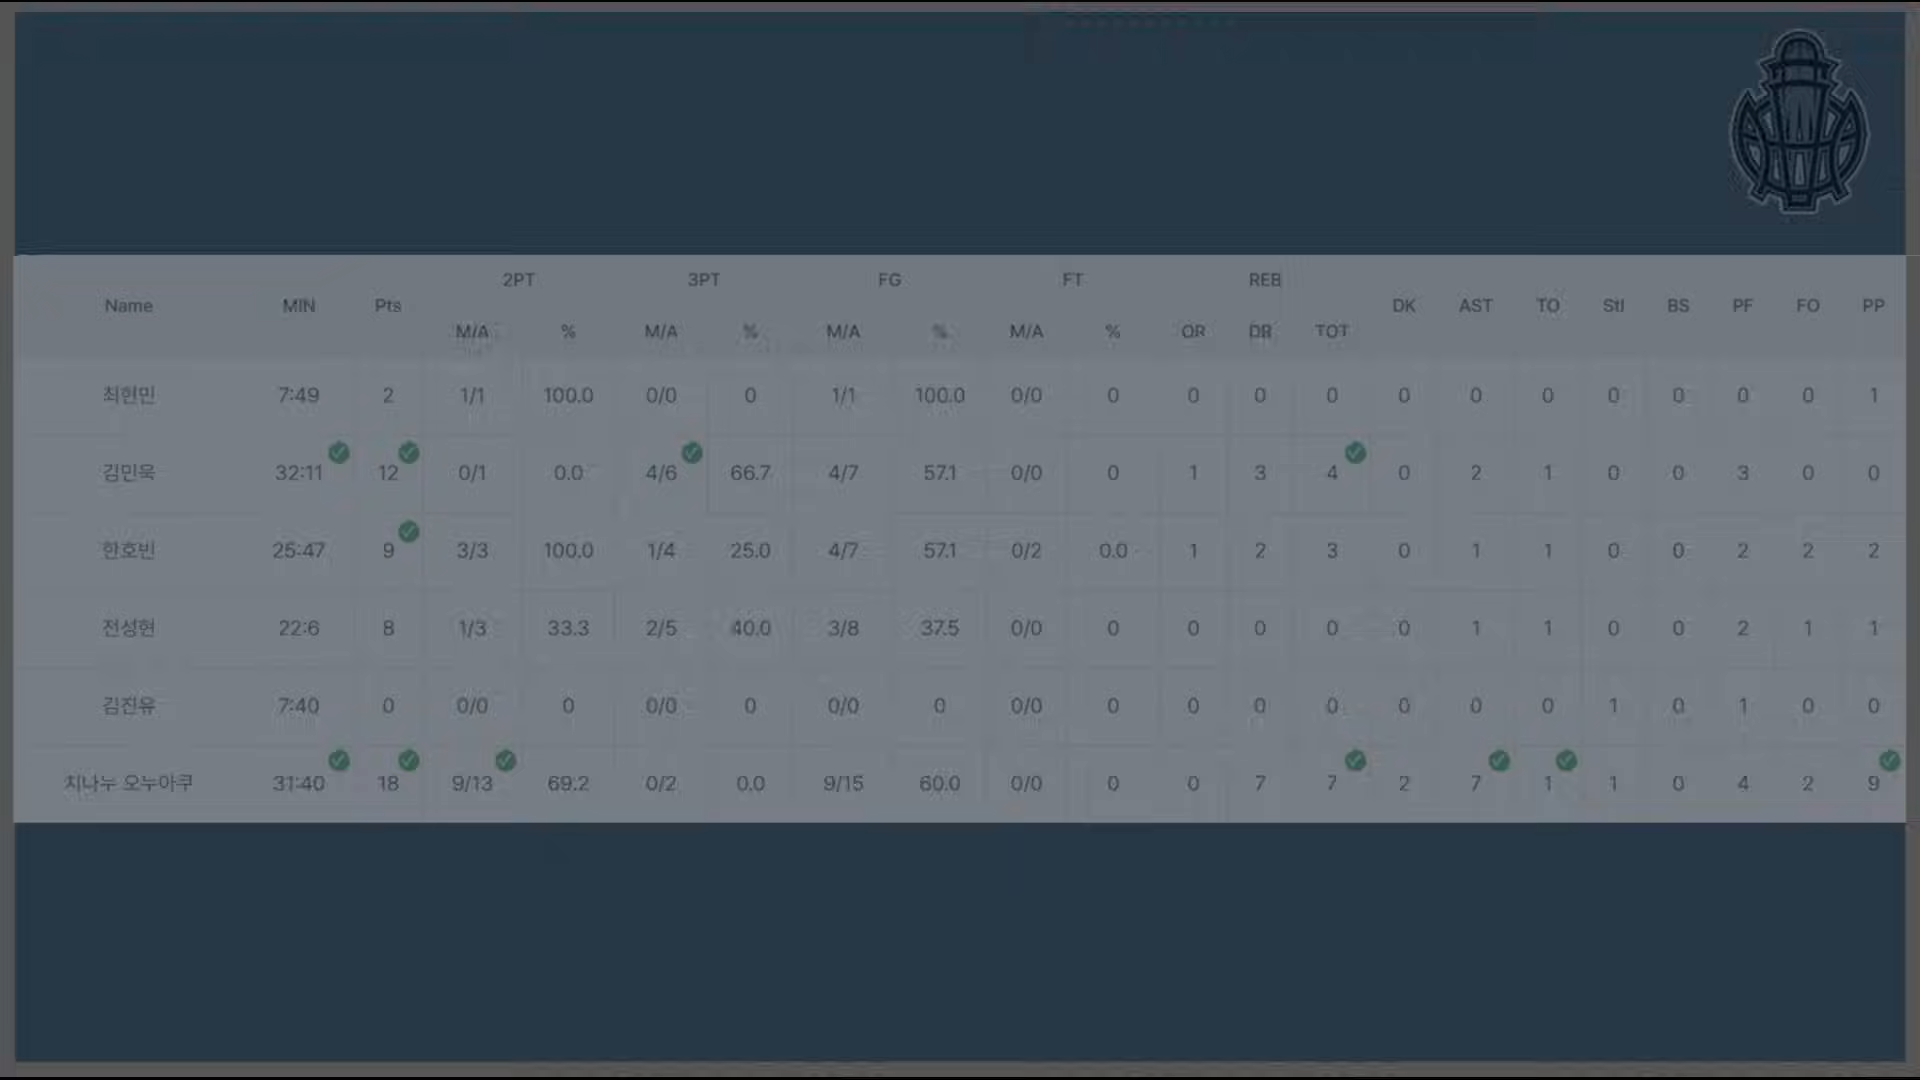 2PT 3PT FG FT REB
Name MIN Pts DK AST TO Stl BS PF FO PP
M/A % M/A % M/A % M/A % OR DR TOT
최현민 7:49 2 1/1 100.0 0/0 0 1/1 100.0 0/0 0 0 0 0 0 0 0 0 0 0 0 1
김민욱 32:11 12 0/1 0.0 4/6 66.7 4/7 57.1 0/0 0 1 3 4 0 2 1 0 0 3 0 0
한호빈 25:47 9 3/3 100.0 1/4 25.0 4/7 57.1 0/2 0.0 1 2 3 0 1 1 0 0 2 2 2
전성현 22:6 8 1/3 33.3 2/5 40.0 3/8 37.5 0/0 0 0 0 0 0 1 1 0 0 2 1 1
김진유 7:40 0 0/0 0 0/0 0 0/0 0 0/0 0 0 0 0 0 0 0 1 0 1 0 0
치나누 오누아쿠 31:40 18 9/13 69.2 0/2 0.0 9/15 60.0 0/0 0 0 7 7 2 7 1 1 0 4 2 9